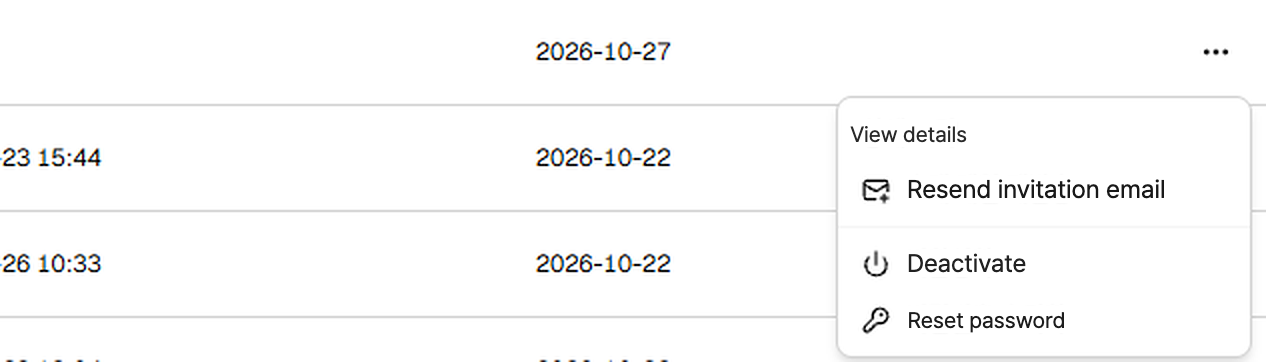 2026-10-27
View details
-23 15:44 2026-10-22
Resend invitation email
-26 10:33 2026-10-22
Deactivate
Reset password